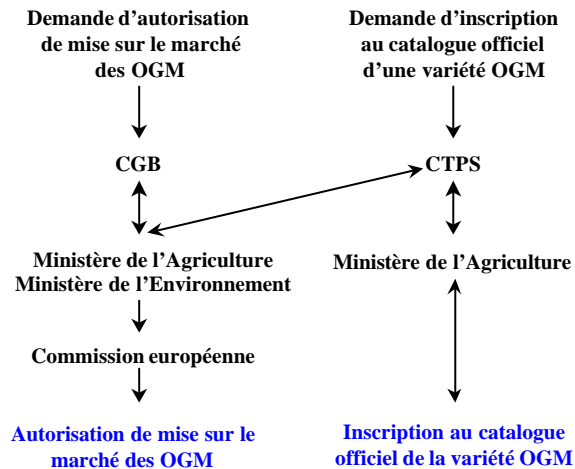 Demande d'autorisation
de mise sur le marché
des OGM
Demande d'inscription
au catalogue officiel
d'une variété OGM
CGB
CTPS
Ministère de l'Agriculture
Ministère de l'Environnement
Ministère de l'Agriculture
Commission européenne
Autorisation de mise sur le
marché des OGM
Inscription au catalogue
officiel de la variété OGM